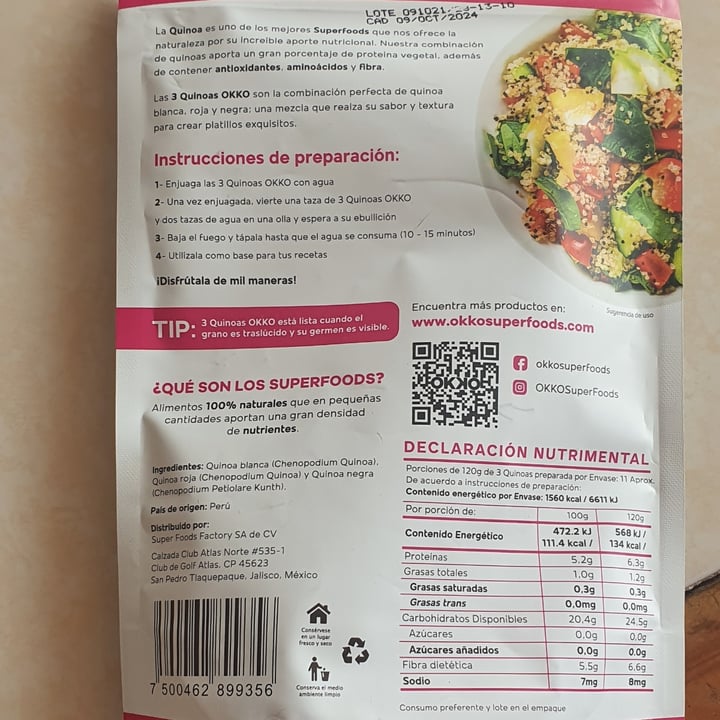 LOTE 091021
CAD 09/OCT/2024
La Quinoa es uno de los mejores Superfoods que nos ofrece la
naturaleza por su increíble aporte nutricional. Nuestra combinación
de quinoas aporta un gran porcentaje de proteína vegetal, además
de contener antioxidantes, aminoácidos y fibra.
Las 3 Quinoas OKKO son la combinación perfecta de quinoa
blanca, roja y negra; una mezcla que realza su sabor y textura
para crear platillos exquisitos.
Instrucciones de preparación:
1- Enjuaga las 3 Quinoas OKKO con agua
2- Una vez enjuagada, vierte una taza de 3 Quinoas OKKO
y dos tazas de agua en una olla y espera a su ebullición
3- Baja el fuego y tápala hasta que el agua se consuma (10 - 15 minutos)
4- Utilízala como base para tus recetas
¡Disfrútala de mil maneras!
Sugerencia de uso
TIP: 3 Quinoas OKKO está lista cuando el
grano es traslúcido y su germen es visible.
Encuentra más productos en:
www.okkosuperfoods.com
OKKO
okkosuperfoods
OKKOSuperFoods
¿QUÉ SON LOS SUPERFOODS?
Alimentos 100% naturales que en pequeñas
cantidades aportan una gran densidad
de nutrientes.
Ingredientes: Quinoa blanca (Chenopodium Quinoa),
Quinoa roja (Chenopodium Quinoa) y Quinoa negra
(Chenopodium Petiolare Kunth).
País de origen: Perú
Distribuido por:
Super Foods Factory SA de CV
Calzada Club Atlas Norte #535-1
Club de Golf Atlas, CP 45623
San Pedro Tlaquepaque, Jalisco, México
7 500462 899356
Consérvese
en un lugar
fresco y seco
Conserva el medio
ambiente limpio
DECLARACIÓN NUTRIMENTAL
Porciones de 120g de 3 Quinoas preparada por Envase: 11 Aprox.
De acuerdo a instrucciones de preparación:
Contenido energético por Envase: 1560 kcal / 6611 kJ
Por porción de: 100g 120g
Contenido Energético 472.2 kJ 568 kJ /
111.4 kcal / 134 kcal /
Proteínas 5.2g 6.3g
Grasas totales 1.0g 1.2g
Grasas saturadas 0.3g 0.3g
Grasas trans 0.0mg 0.0mg
Carbohidratos Disponibles 20.4g 24.5g
Azúcares 0.0g 0.0g
Azúcares añadidos 0.0g 0.0g
Fibra dietética 5.5g 6.6g
Sodio 7mg 8mg
Consumo preferente y lote en el empaque